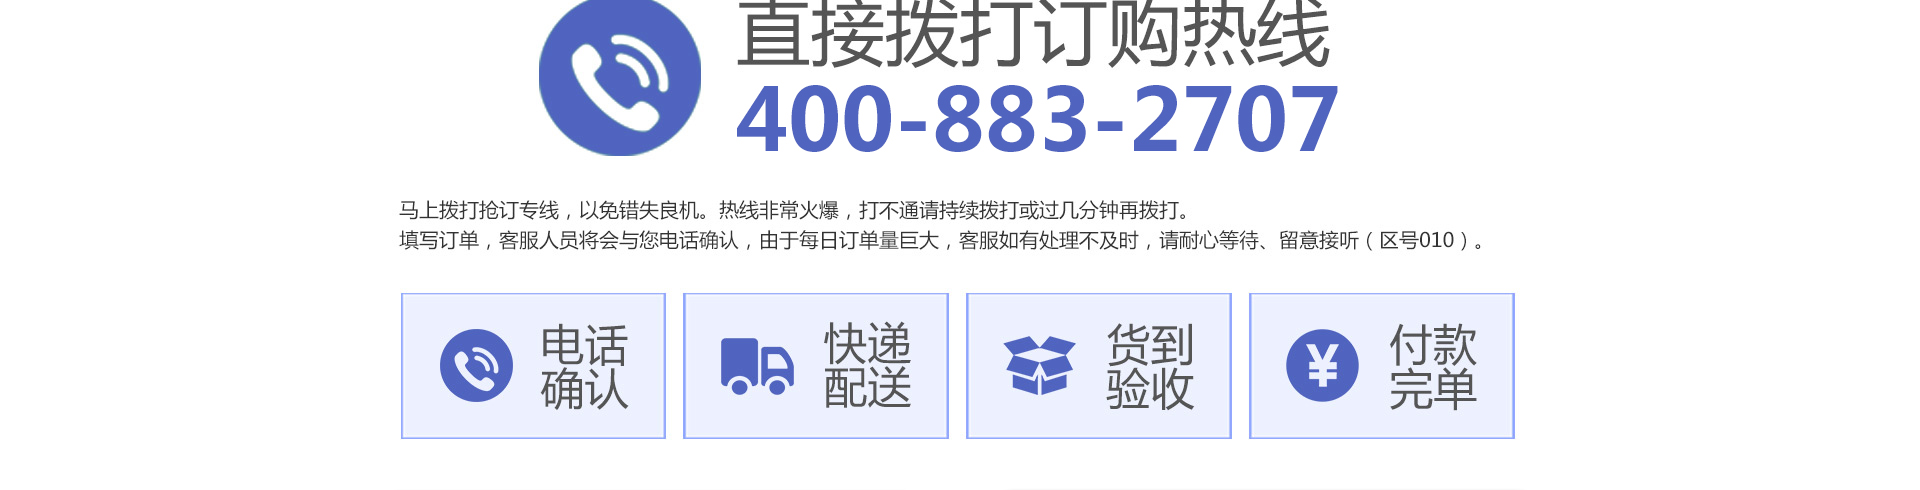 直接拨打订购热线
400-883-2707
马上拨打抢订专线，以免错失良机。热线非常火爆，打不通请持续拨打或过几分钟再拨打。
填写订单，客服人员将会与您电话确认，由于每日订单量巨大，客服如有处理不及时，请耐心等待、留意接听（区号010）。
电话
确认
快递
配送
货到
验收
¥
付款
完单